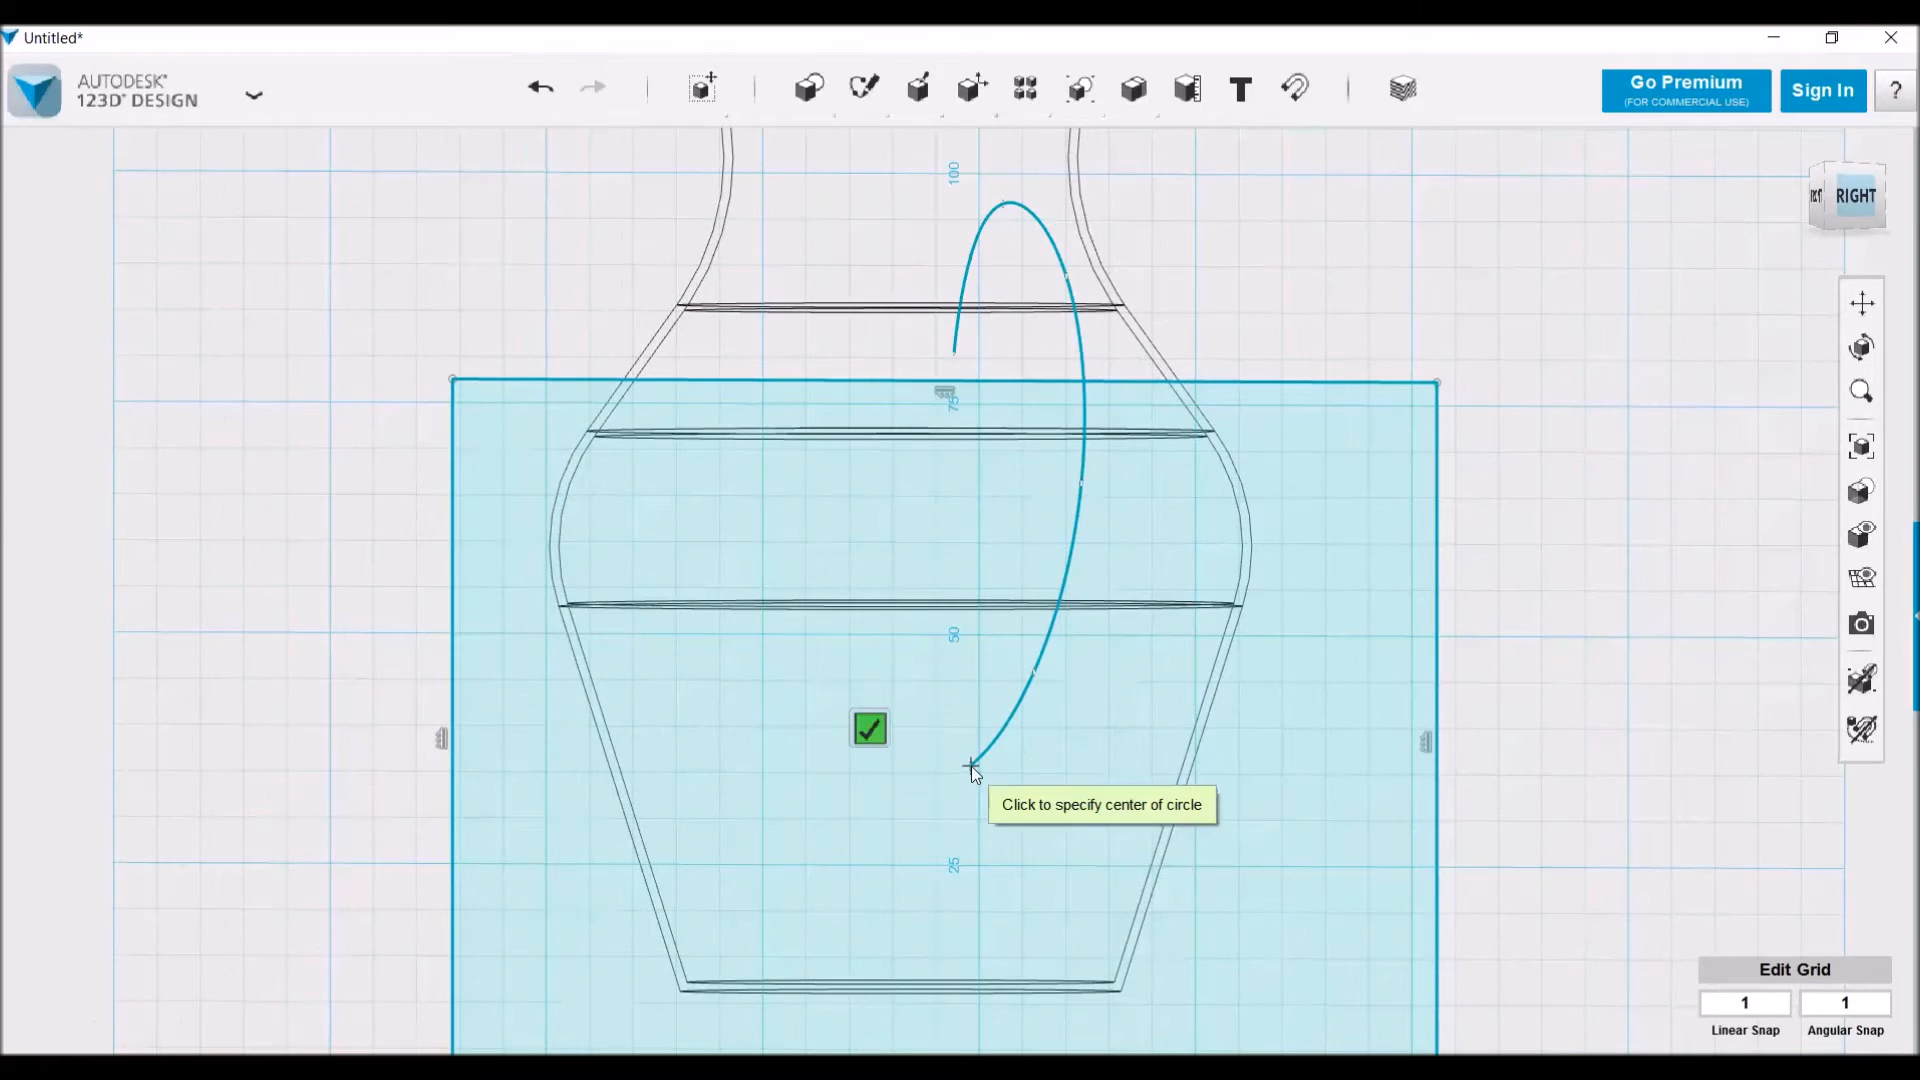 Untitled*
AUTODESK®
123D® DESIGN
Go Premium
(FOR COMMERCIAL USE)
Sign In
?
RIGHT
100
75
50
25
Click to specify center of circle
Edit Grid
1 1
Linear Snap Angular Snap